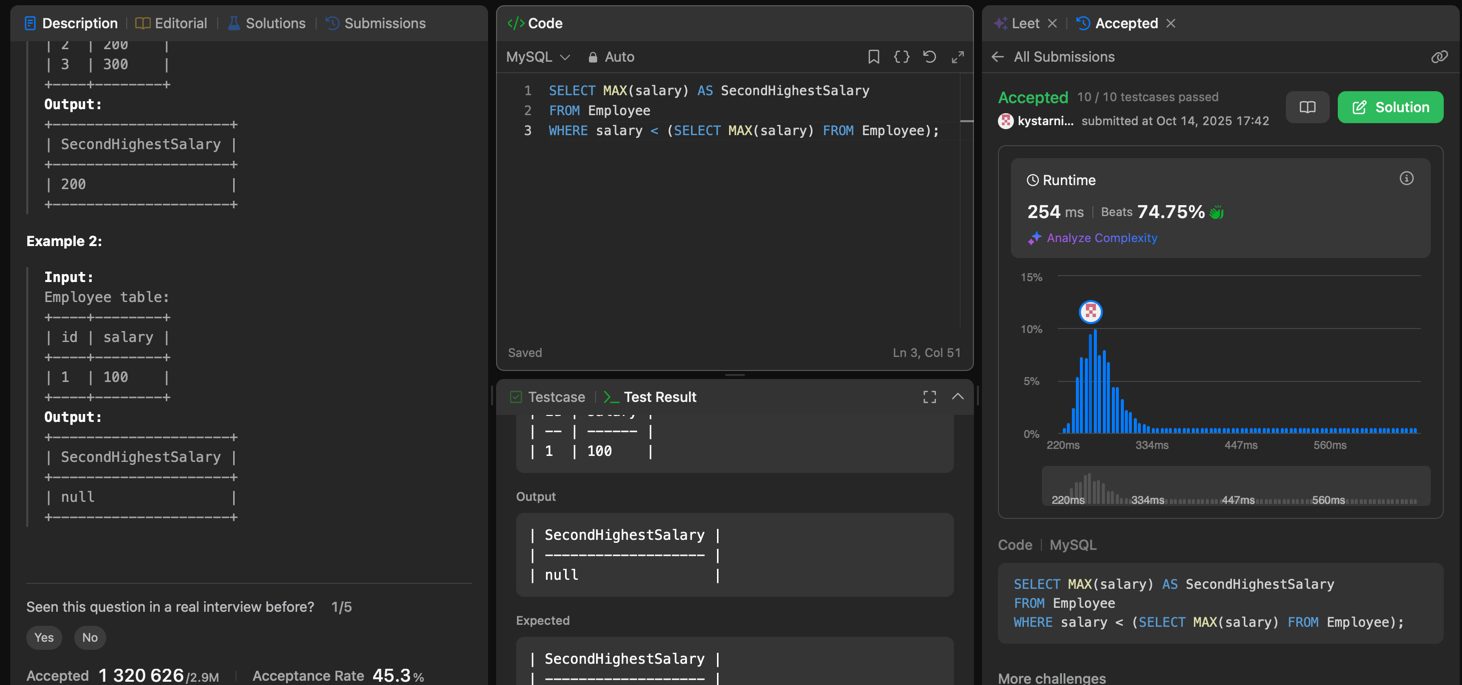 Description
Editorial
Solutions
Submissions
| 2 | 200 |
| 3 | 300 |
+----+--------+
Output:
+---------------------+
| SecondHighestSalary |
+---------------------+
| 200 |
+---------------------+
Example 2:
Input:
Employee table:
+----+--------+
| id | salary |
+----+--------+
| 1 | 100 |
+----+--------+
Output:
+---------------------+
| SecondHighestSalary |
+---------------------+
| null |
+---------------------+
Seen this question in a real interview before? 1/5
Yes
No
Accepted 1 320 626/2.9M
Acceptance Rate 45.3%
</> Code
MySQL
Auto
1 SELECT MAX(salary) AS SecondHighestSalary
2 FROM Employee
3 WHERE salary < (SELECT MAX(salary) FROM Employee);
Saved
Ln 3, Col 51
Testcase
>_ Test Result
| id | salary |
| -- | ------ |
| 1 | 100 |
Output
| SecondHighestSalary |
| ------------------- |
| null |
Expected
| SecondHighestSalary |
| ------------------- |
Leet
Accepted
All Submissions
Accepted 10 / 10 testcases passed
kystarni... submitted at Oct 14, 2025 17:42
Solution
Runtime
254 ms | Beats 74.75%
Analyze Complexity
15%
10%
5%
0%
220ms 334ms 447ms 560ms
220ms 334ms 447ms 560ms
Code | MySQL
SELECT MAX(salary) AS SecondHighestSalary
FROM Employee
WHERE salary < (SELECT MAX(salary) FROM Employee);
More challenges